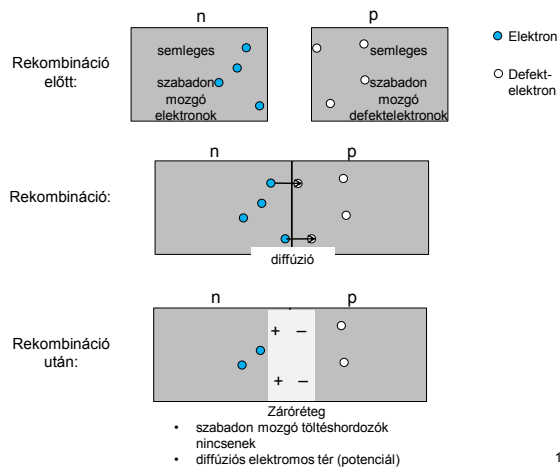 n
p
Rekombináció
előtt:
semleges
szabadon
mozgó
elektronok
semleges
szabadon
mozgó
defektelektronok
Elektron
Defekt-
elektron
n
p
Rekombináció:
diffúzió
n
p
Rekombináció
után:
+ –
+ –
Záróréteg
• szabadon mozgó töltéshordozók
nincsenek
• diffúziós elektromos tér (potenciál)
1